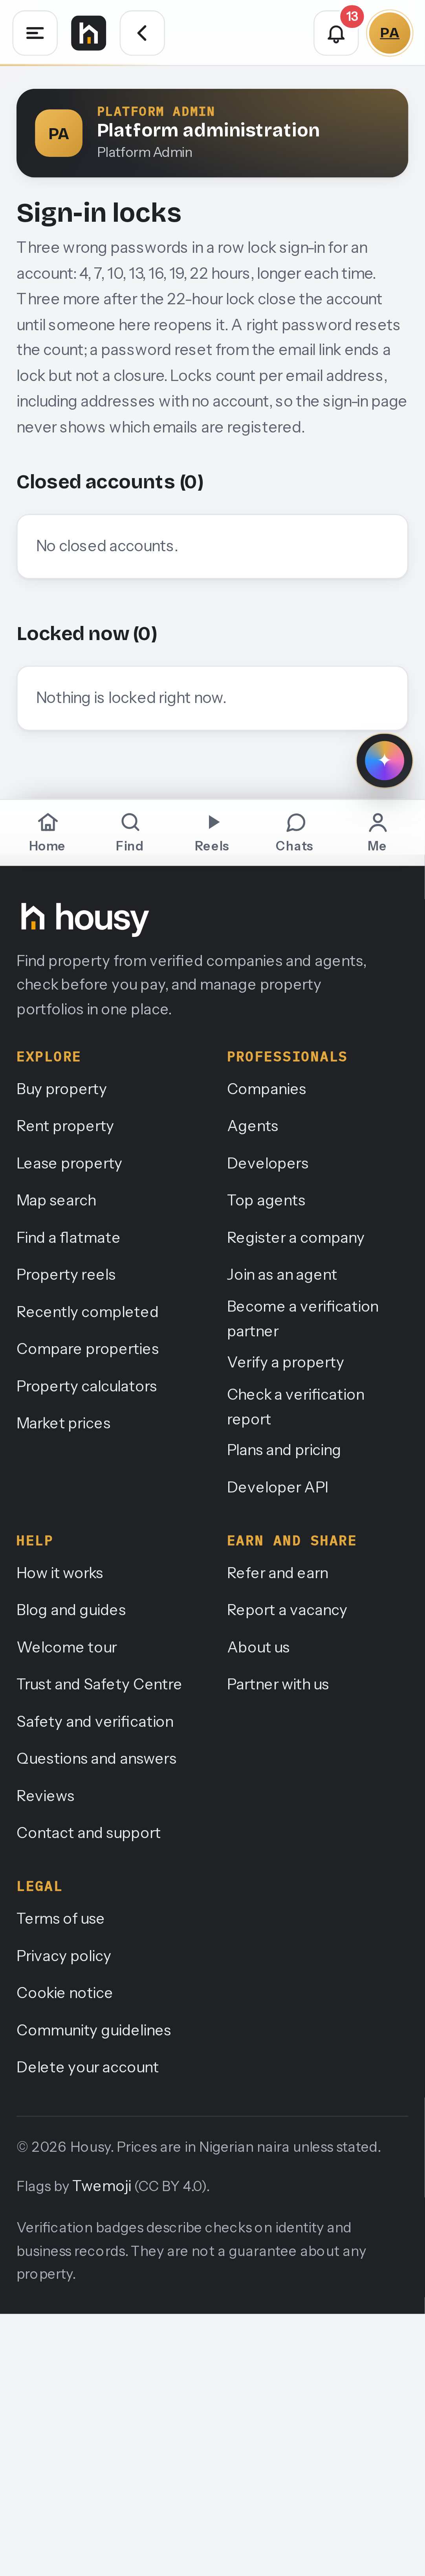 13
PA
PA
PLATFORM ADMIN
Platform administration
Platform Admin
Sign-in locks
Three wrong passwords in a row lock sign-in for an
account: 4, 7, 10, 13, 16, 19, 22 hours, longer each time.
Three more after the 22-hour lock close the account
until someone here reopens it. A right password resets
the count; a password reset from the email link ends a
lock but not a closure. Locks count per email address,
including addresses with no account, so the sign-in page
never shows which emails are registered.
Closed accounts (0)
No closed accounts.
Locked now (0)
Nothing is locked right now.
Home
Find
Reels
Chats
Me
housy
Find property from verified companies and agents,
check before you pay, and manage property
portfolios in one place.
EXPLORE
Buy property
Rent property
Lease property
Map search
Find a flatmate
Property reels
Recently completed
Compare properties
Property calculators
Market prices
PROFESSIONALS
Companies
Agents
Developers
Top agents
Register a company
Join as an agent
Become a verification
partner
Verify a property
Check a verification
report
Plans and pricing
Developer API
HELP
How it works
Blog and guides
Welcome tour
Trust and Safety Centre
Safety and verification
Questions and answers
Reviews
Contact and support
EARN AND SHARE
Refer and earn
Report a vacancy
About us
Partner with us
LEGAL
Terms of use
Privacy policy
Cookie notice
Community guidelines
Delete your account
© 2026 Housy. Prices are in Nigerian naira unless stated.
Flags by Twemoji (CC BY 4.0).
Verification badges describe checks on identity and
business records. They are not a guarantee about any
property.